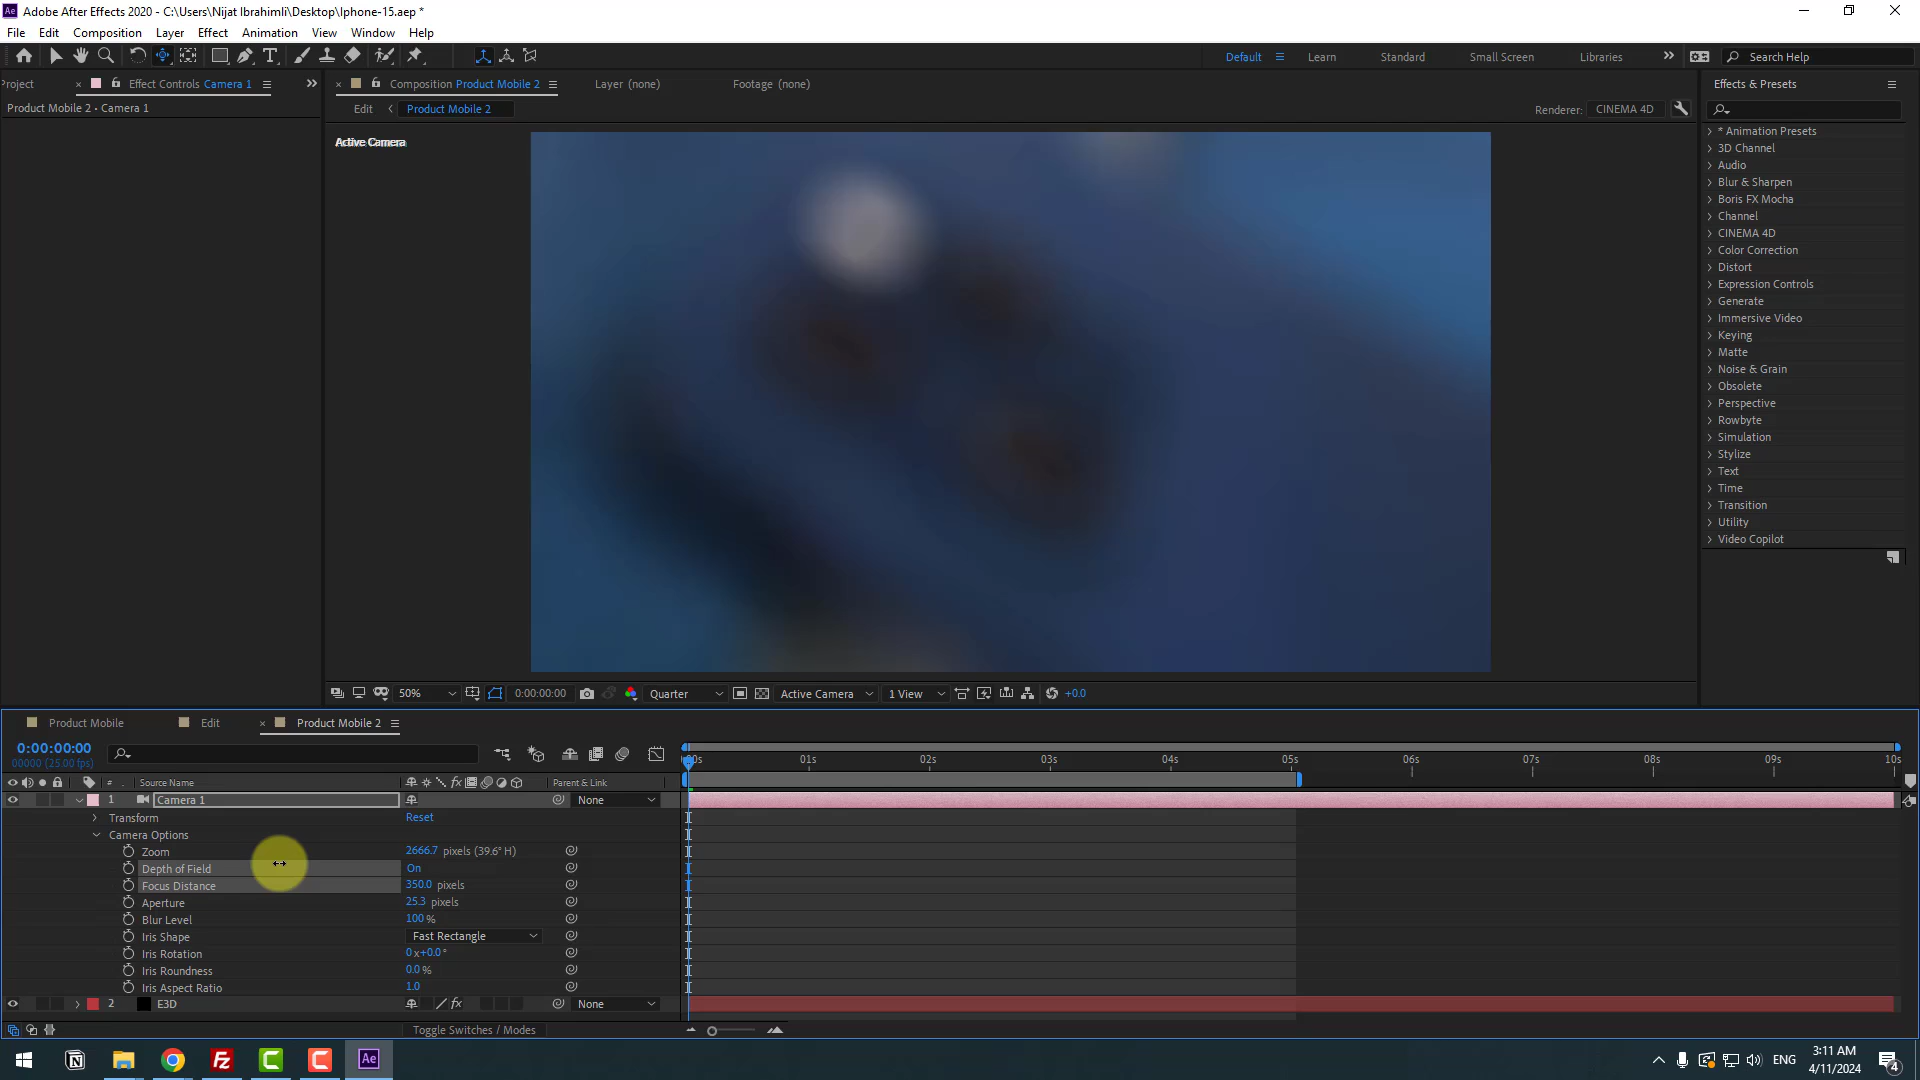 Adobe After Effects 2020 - C:\Users\Nijat Ibrahimli\Desktop\Iphone-15.aep *
File Edit Composition Layer Effect Animation View Window Help
Default Learn Standard Small Screen Libraries Search Help
Project Effect Controls Camera 1 Composition Product Mobile 2 Layer (none) Footage (none) Effects & Presets
Product Mobile 2 • Camera 1
Edit Product Mobile 2 Renderer: CINEMA 4D
Active Camera
* Animation Presets
3D Channel
Audio
Blur & Sharpen
Boris FX Mocha
Channel
CINEMA 4D
Color Correction
Distort
Expression Controls
Generate
Immersive Video
Keying
Matte
Noise & Grain
Obsolete
Perspective
Rowbyte
Simulation
Stylize
Text
Time
Transition
Utility
Video Copilot
50% 0:00:00:00 Quarter Active Camera 1 View +0.0
Product Mobile Edit Product Mobile 2
0:00:00:00
00000 (25.00 fps)
00s 01s 02s 03s 04s 05s 06s 07s 08s 09s 10s
# Source Name Parent & Link
1 Camera 1 None
Transform Reset
Camera Options
Zoom 2666.7 pixels (39.6° H)
Depth of Field On
Focus Distance 350.0 pixels
Aperture 25.3 pixels
Blur Level 100 %
Iris Shape Fast Rectangle
Iris Rotation 0 x+0.0°
Iris Roundness 0.0 %
Iris Aspect Ratio 1.0
2 E3D None
Toggle Switches / Modes
ENG 3:11 AM
4/11/2024 4